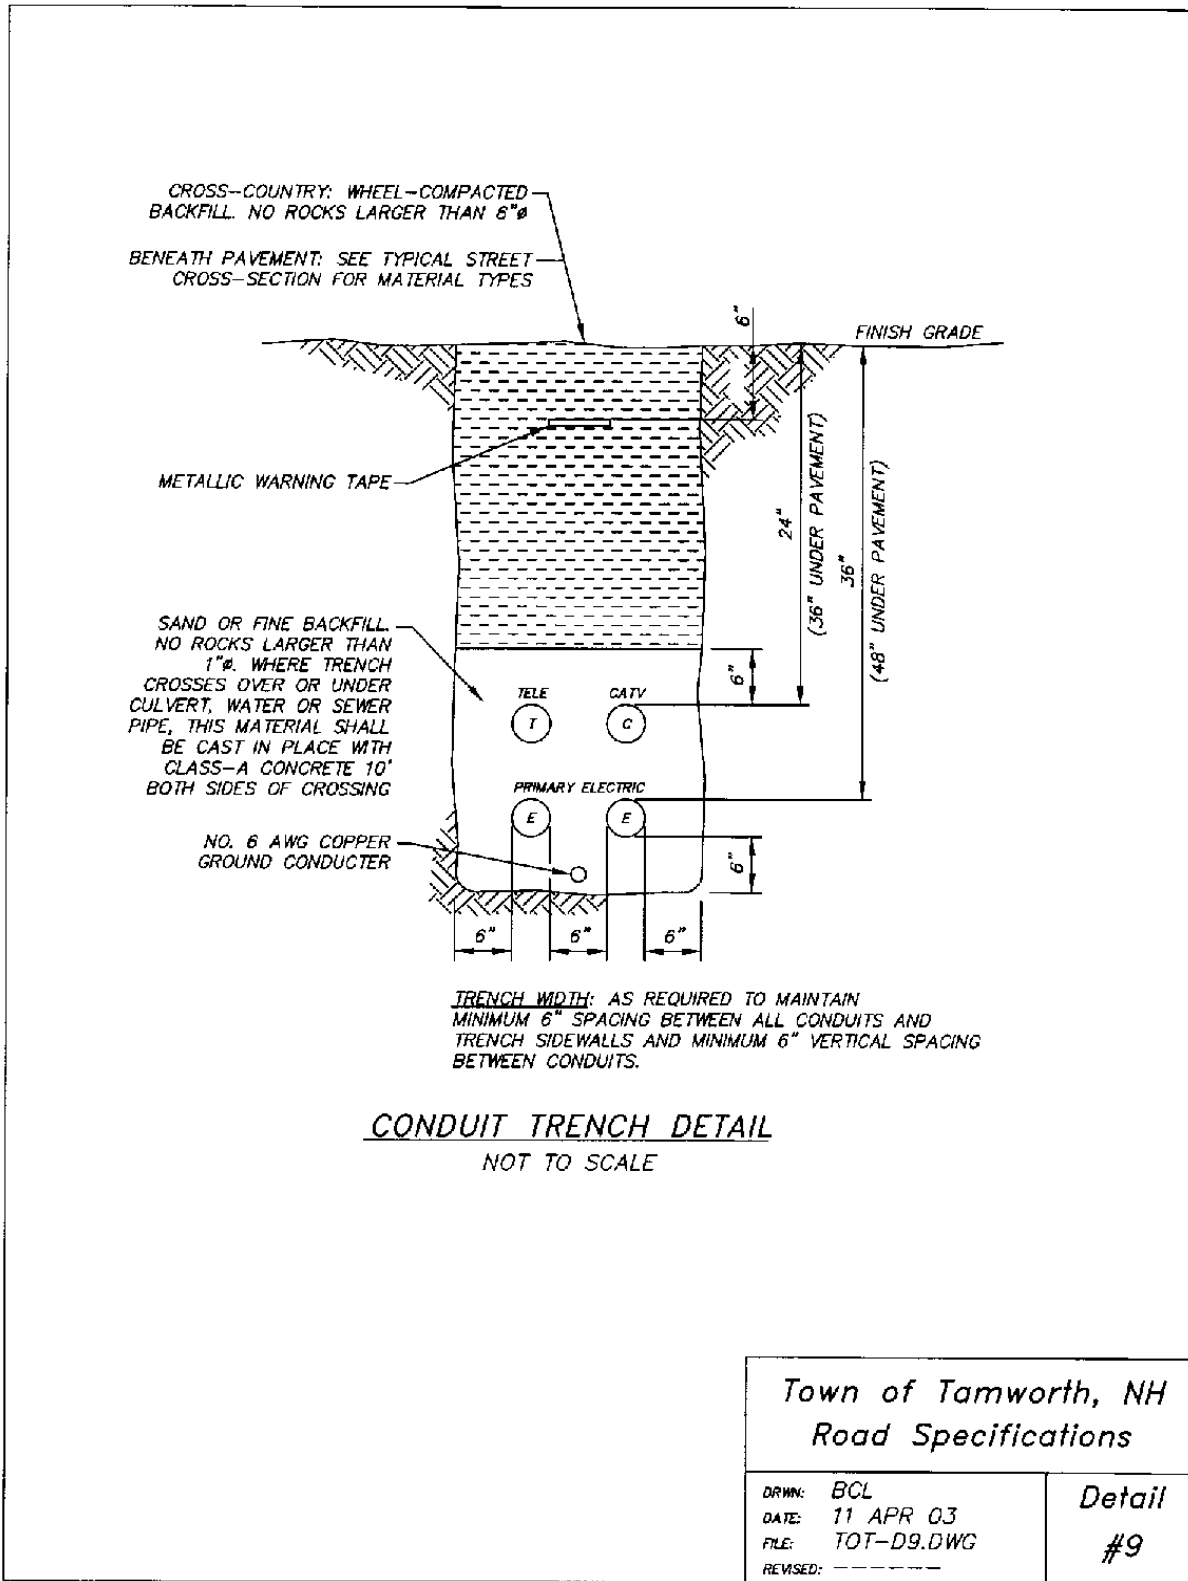 CROSS-COUNTRY: WHEEL-COMPACTED
BACKFILL. NO ROCKS LARGER THAN 6"ø
BENEATH PAVEMENT: SEE TYPICAL STREET
CROSS-SECTION FOR MATERIAL TYPES
6"
FINISH GRADE
METALLIC WARNING TAPE
24"
(36" UNDER PAVEMENT)
36"
(48" UNDER PAVEMENT)
SAND OR FINE BACKFILL.
NO ROCKS LARGER THAN
1"ø. WHERE TRENCH
CROSSES OVER OR UNDER
CULVERT, WATER OR SEWER
PIPE, THIS MATERIAL SHALL
BE CAST IN PLACE WITH
CLASS-A CONCRETE 10'
BOTH SIDES OF CROSSING
6"
TELE CATV
T C
PRIMARY ELECTRIC
E E
NO. 6 AWG COPPER
GROUND CONDUCTER
6"
6" 6" 6"
TRENCH WIDTH: AS REQUIRED TO MAINTAIN
MINIMUM 6" SPACING BETWEEN ALL CONDUITS AND
TRENCH SIDEWALLS AND MINIMUM 6" VERTICAL SPACING
BETWEEN CONDUITS.
CONDUIT TRENCH DETAIL
NOT TO SCALE
Town of Tamworth, NH
Road Specifications
DRWN: BCL
DATE: 11 APR 03
FILE: TOT-D9.DWG
REVISED: -------
Detail
#9